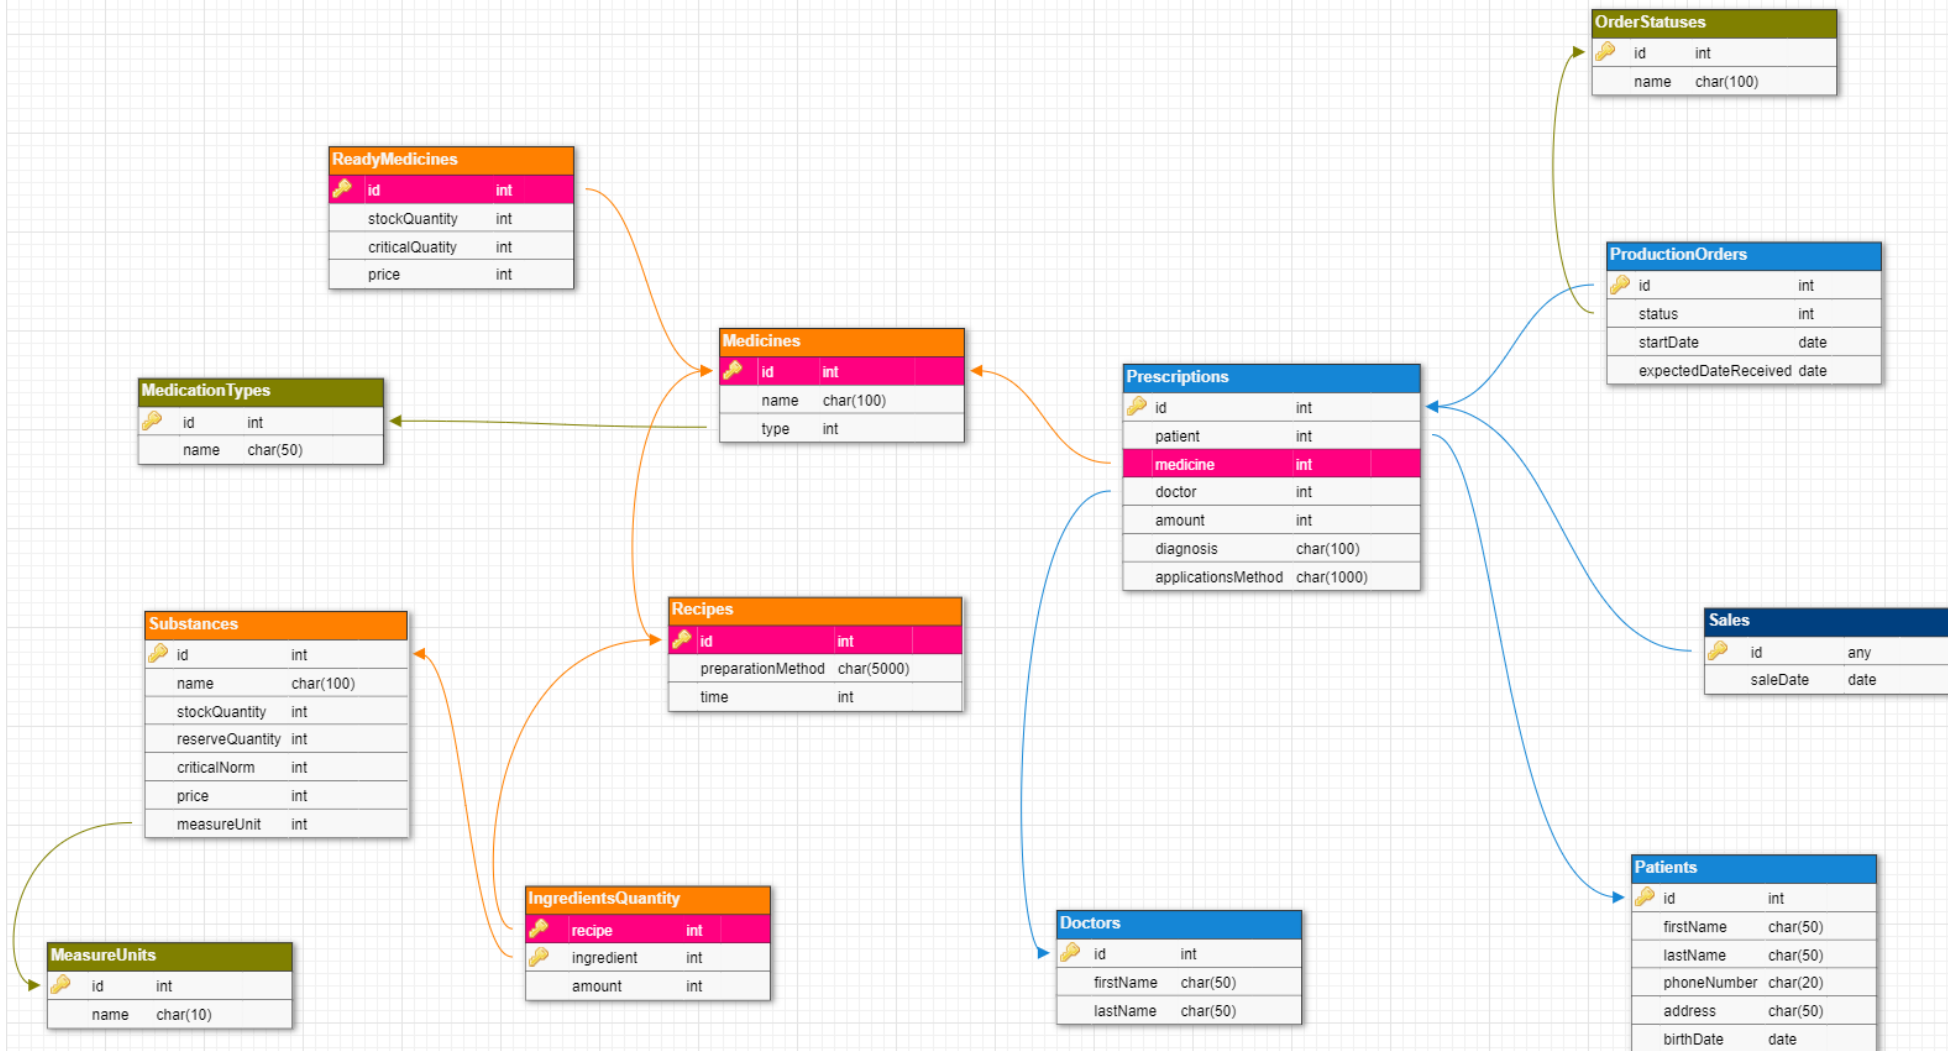 OrderStatuses
id int
name char(100)
ReadyMedicines
id int
stockQuantity int
criticalQuatity int
price int
ProductionOrders
id int
status int
startDate date
expectedDateReceived date
Medicines
id int
name char(100)
type int
MedicationTypes
id int
name char(50)
Prescriptions
id int
patient int
medicine int
doctor int
amount int
diagnosis char(100)
applicationsMethod char(1000)
Substances
id int
name char(100)
stockQuantity int
reserveQuantity int
criticalNorm int
price int
measureUnit int
Recipes
id int
preparationMethod char(5000)
time int
Sales
id any
saleDate date
IngredientsQuantity
recipe int
ingredient int
amount int
MeasureUnits
id int
name char(10)
Doctors
id int
firstName char(50)
lastName char(50)
Patients
id int
firstName char(50)
lastName char(50)
phoneNumber char(20)
address char(50)
birthDate date